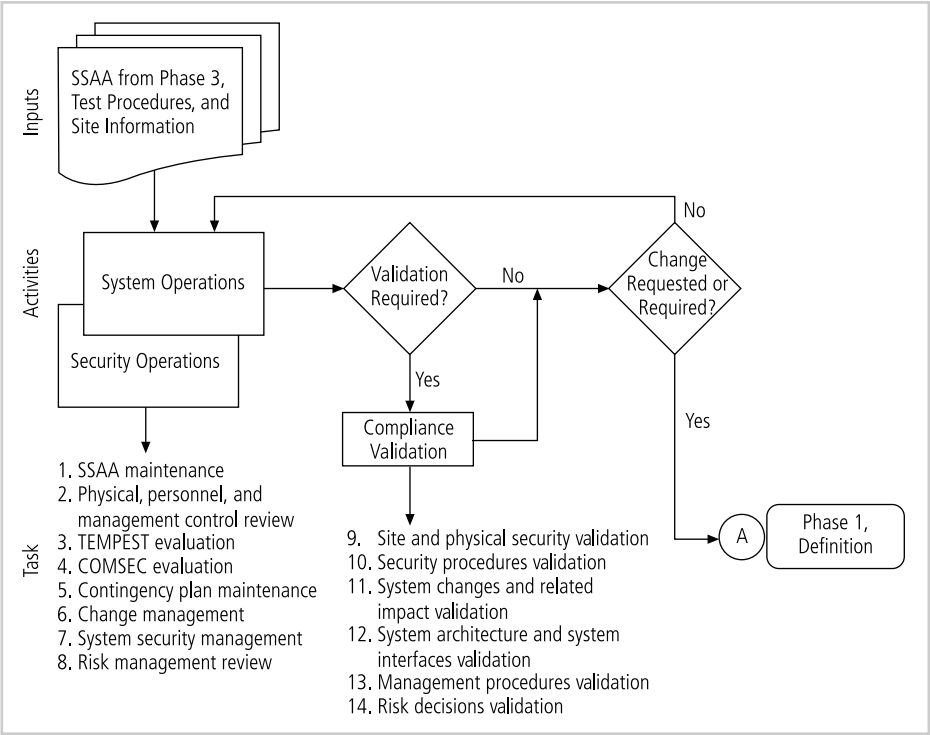 Inputs
SSAA from Phase 3,
Test Procedures, and
Site Information
Activities
System Operations
Security Operations
Validation
Required?
No
Yes
Compliance
Validation
No
Change
Requested or
Required?
Yes
A
Phase 1,
Definition
Task
1. SSAA maintenance
2. Physical, personnel, and
management control review
3. TEMPEST evaluation
4. COMSEC evaluation
5. Contingency plan maintenance
6. Change management
7. System security management
8. Risk management review
9. Site and physical security validation
10. Security procedures validation
11. System changes and related
impact validation
12. System architecture and system
interfaces validation
13. Management procedures validation
14. Risk decisions validation